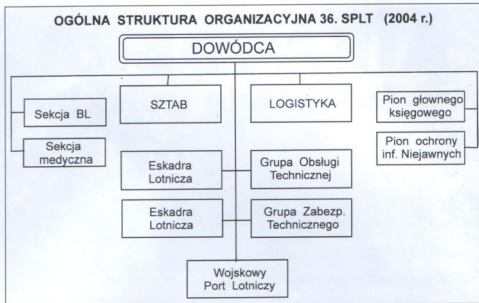 OGÓLNA STRUKTURA ORGANIZACYJNA 36. SPLT (2004 r.)
DOWÓDCA
Sekcja BL
Sekcja
medyczna
SZTAB
LOGISTYKA
Pion głownego
księgowego
Pion ochrony
inf. Niejawnych
Eskadra
Lotnicza
Grupa Obsługi
Technicznej
Eskadra
Lotnicza
Grupa Zabezp.
Technicznego
Wojskowy
Port Lotniczy